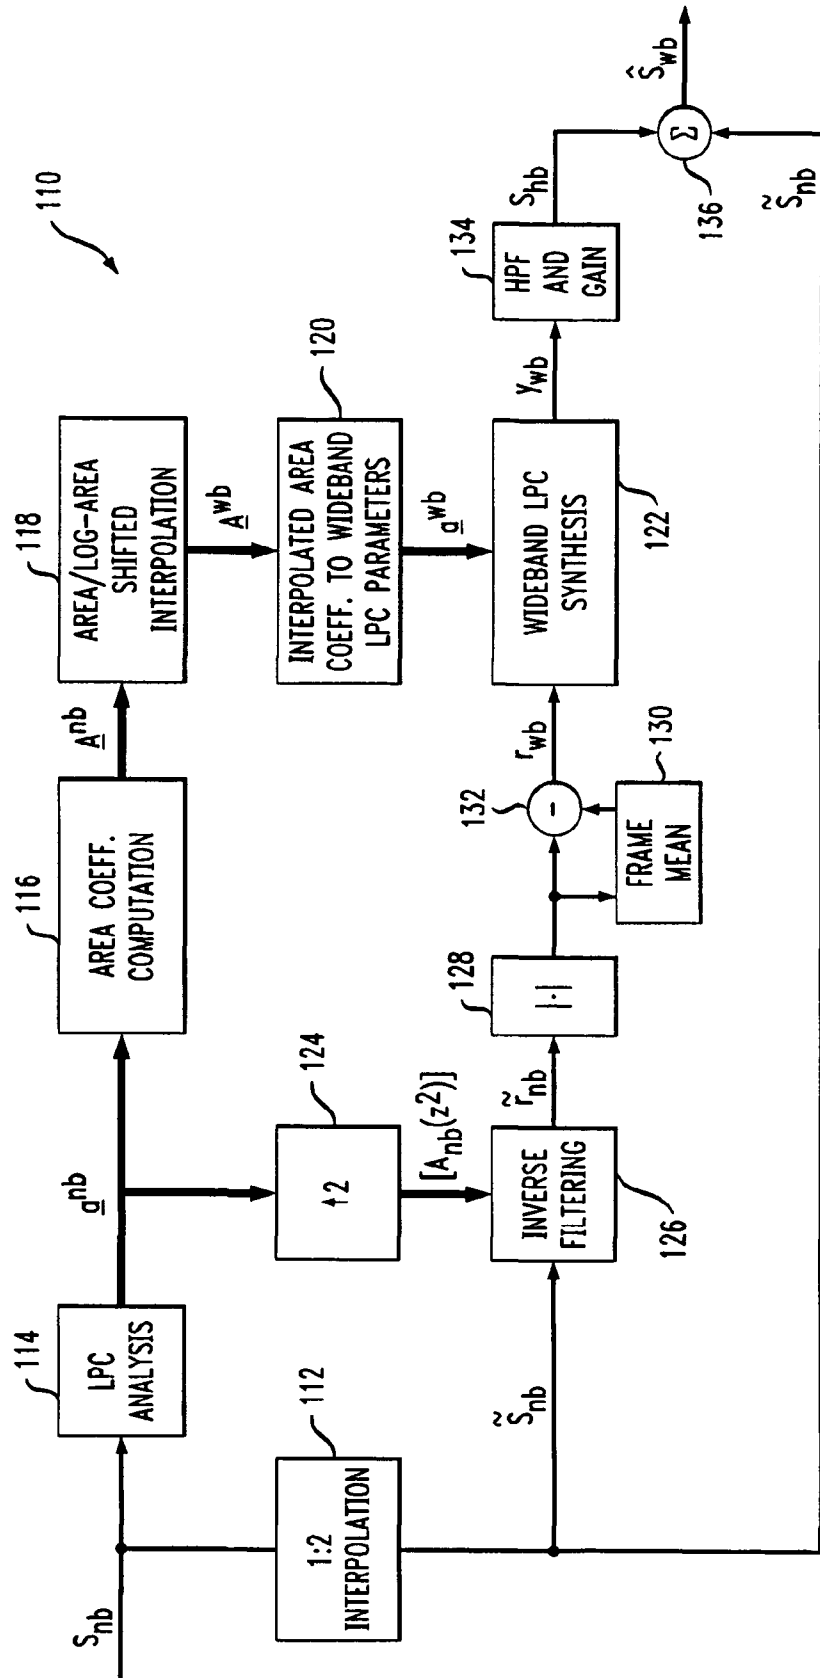 110
S_nb
114
LPC
ANALYSIS
a^nb
116
AREA COEFF.
COMPUTATION
A^nb
118
AREA/LOG-AREA
SHIFTED
INTERPOLATION
A^wb
112
1:2
INTERPOLATION
124
↑2
[A_nb(z²)]
120
INTERPOLATED AREA
COEFF. TO WIDEBAND
LPC PARAMETERS
a^wb
S̃_nb
INVERSE
FILTERING
126
r̃_nb
128
|·|
132
-
130
FRAME
MEAN
r_wb
WIDEBAND LPC
SYNTHESIS
122
y_wb
134
HPF
AND
GAIN
S_hb
Σ
136
Ŝ_wb
S̃_nb